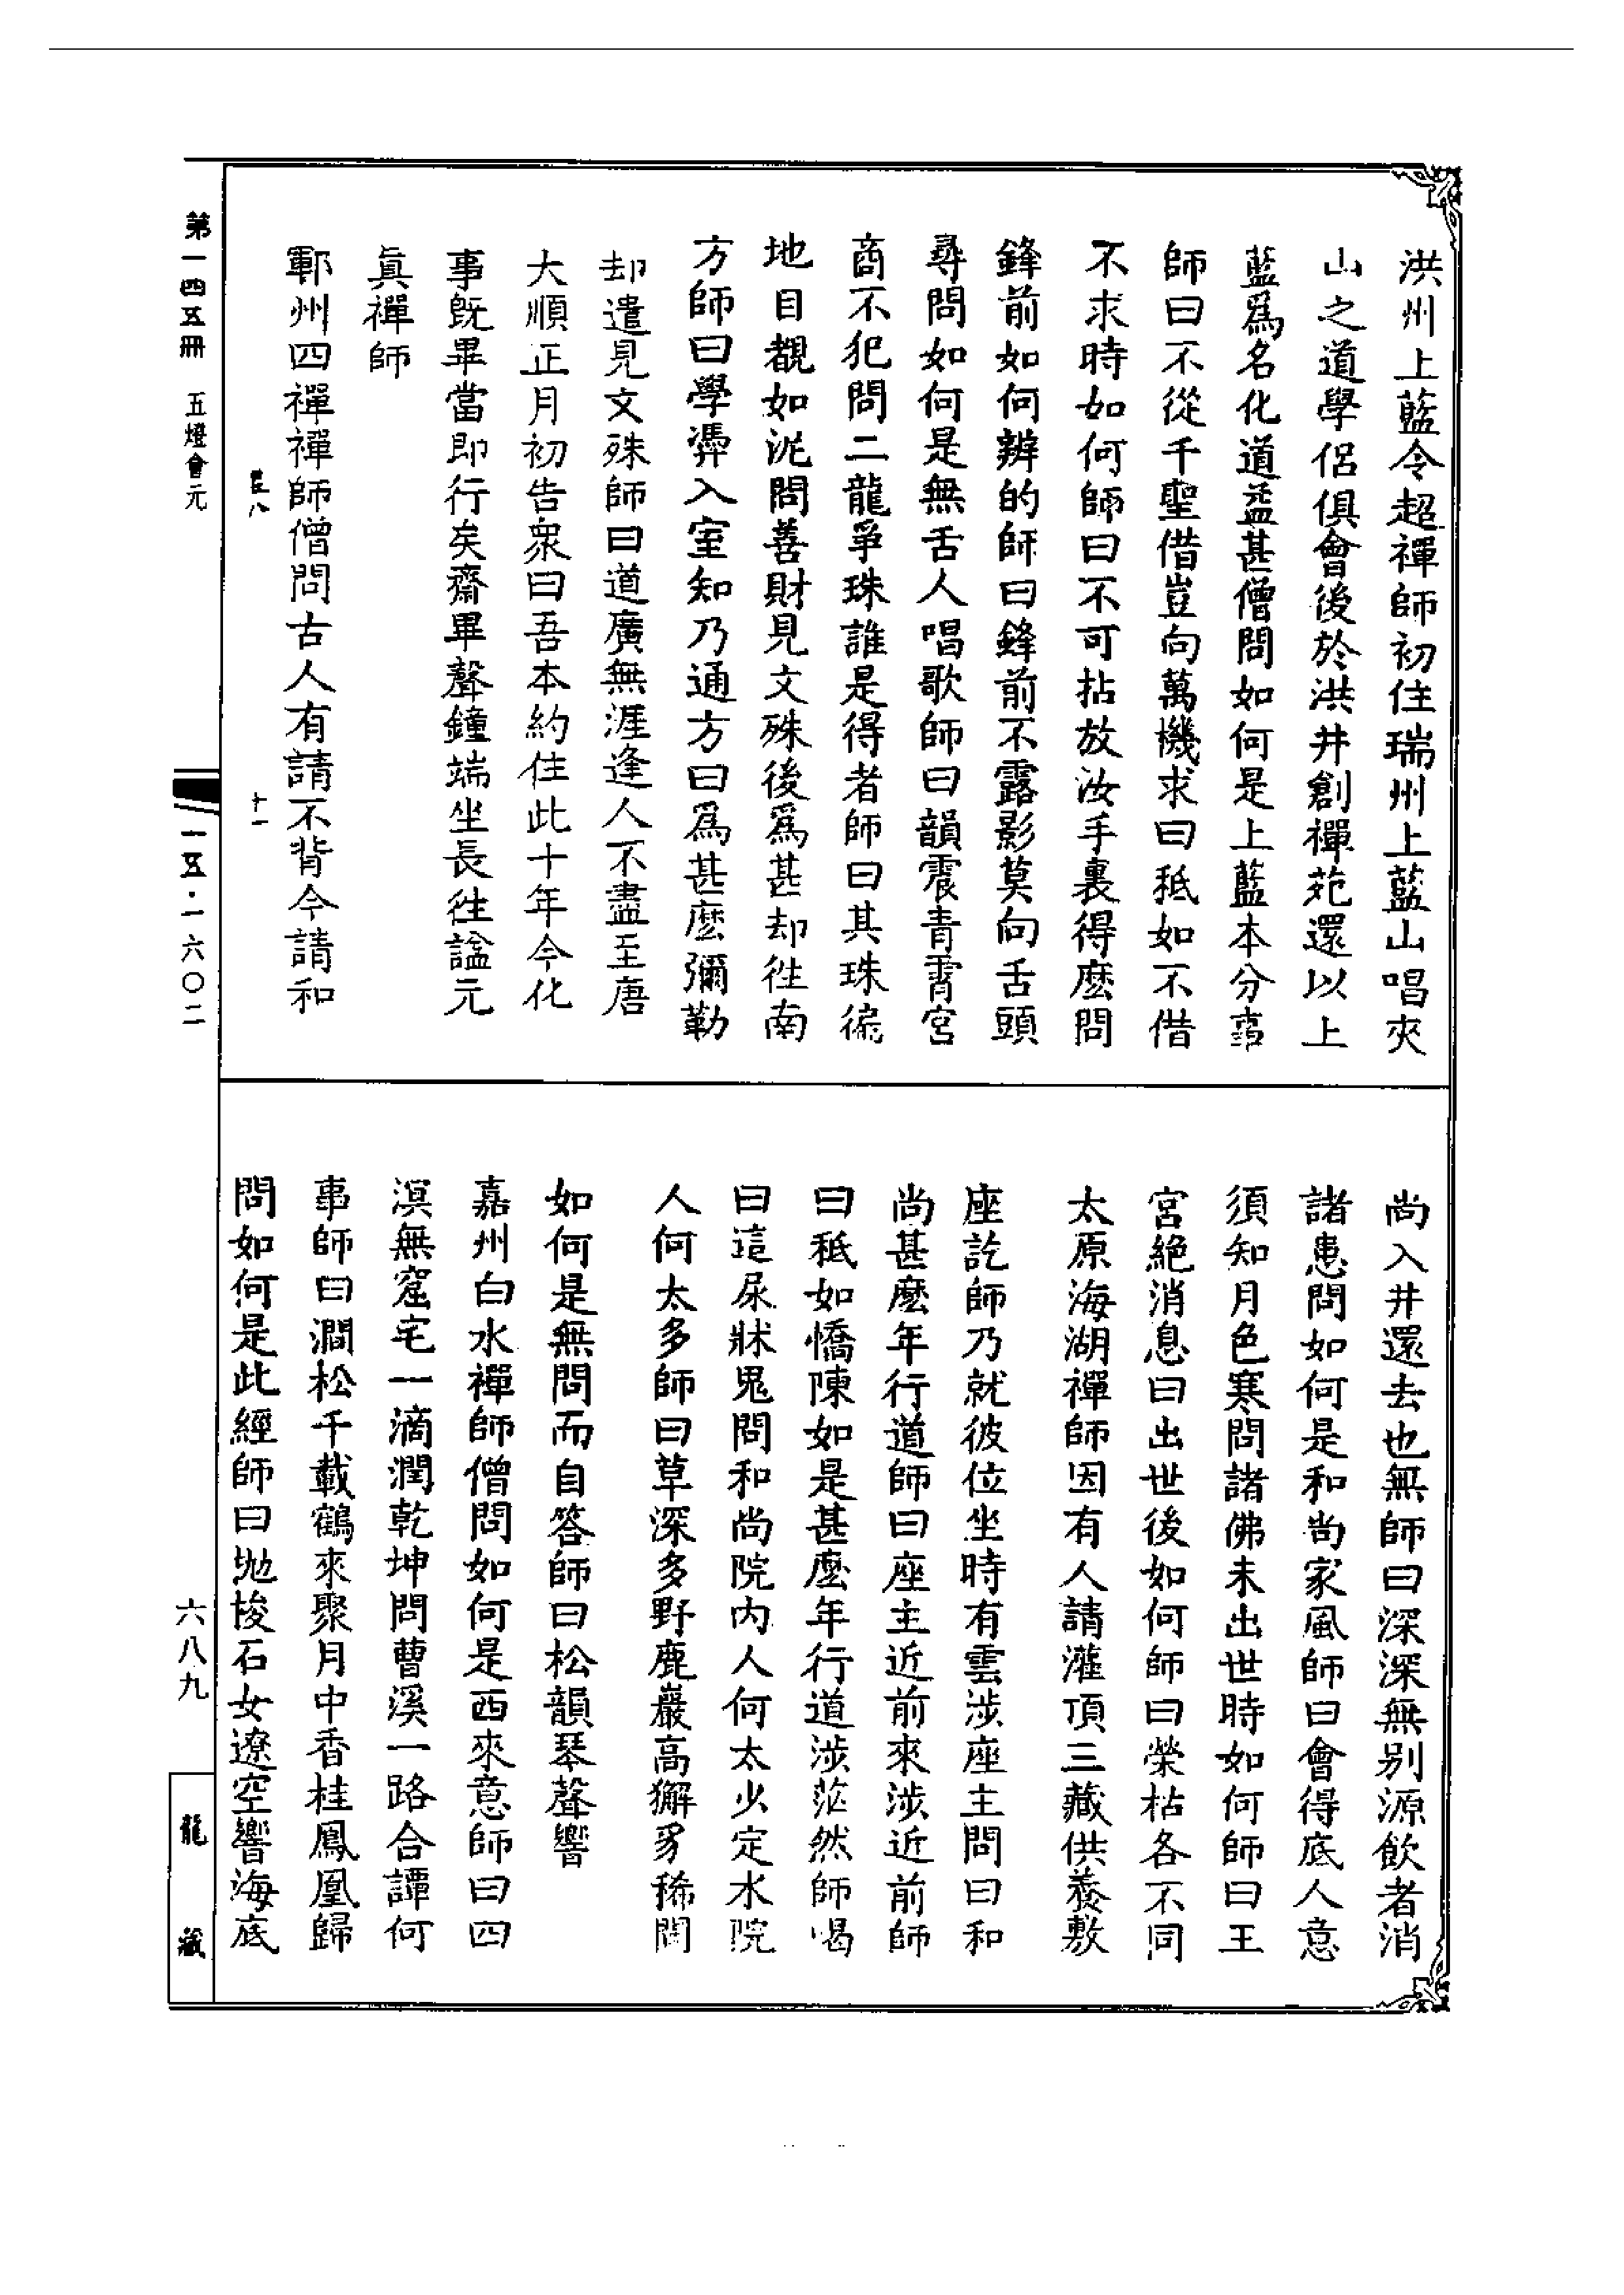 洪州上藍令超禪師初住瑞州上藍山唱夾
山之道學侶俱會後於洪井創禪苑還以上
藍爲名化道益甚僧問如何是上藍本分事
師曰不從千聖借豈向萬機求曰秪如不借
不求時如何師曰不可拈放汝手裏得麽問
鋒前如何辨的師曰鋒前不露影莫向舌頭
尋問如何是無舌人唱歌師曰韻震青霄宮
商不犯問二龍爭珠誰是得者師曰其珠徧
地目覩如泥問善財見文殊後爲甚却徃南
方師曰學凴入室知乃通方曰爲甚麽彌勒
却遣見文殊師曰道廣無涯逢人不盡至唐
大順正月初告衆曰吾本約住此十年今化
事既畢當即行矣齋畢聲鐘端坐長徃諡元
眞禪師
鄆州四禪禪師僧問古人有請不背今請和
尚入井還去也無師曰深深無别源飲者消
諸患問如何是和尚家風師曰會得底人意
須知月色寒問諸佛未出世時如何師曰王
宮絕消息曰出世後如何師曰榮枯各不同
太原海湖禪師因有人請灌頂三藏供養敷
座訖師乃就彼位坐時有雲涉座主問曰和
尚甚麽年行道師曰座主近前來涉近前師
曰秪如憍陳如是甚麽年行道涉茫然師喝
曰這尿牀鬼問和尚院内人何太少定水院
人何太多師曰草深多野鹿巖高獬豸稀問
如何是無問而自答師曰松韻琴聲響
嘉州白水禪師僧問如何是西來意師曰四
溟無窟宅一滴潤乾坤問曹溪一路合譚何
事師曰澗松千載鶴來聚月中香桂鳳凰歸
問如何是此經師曰抛梭石女遼空響海底
第一四五冊 五燈會元
一五·一六〇二
六八九
龍藏
十一